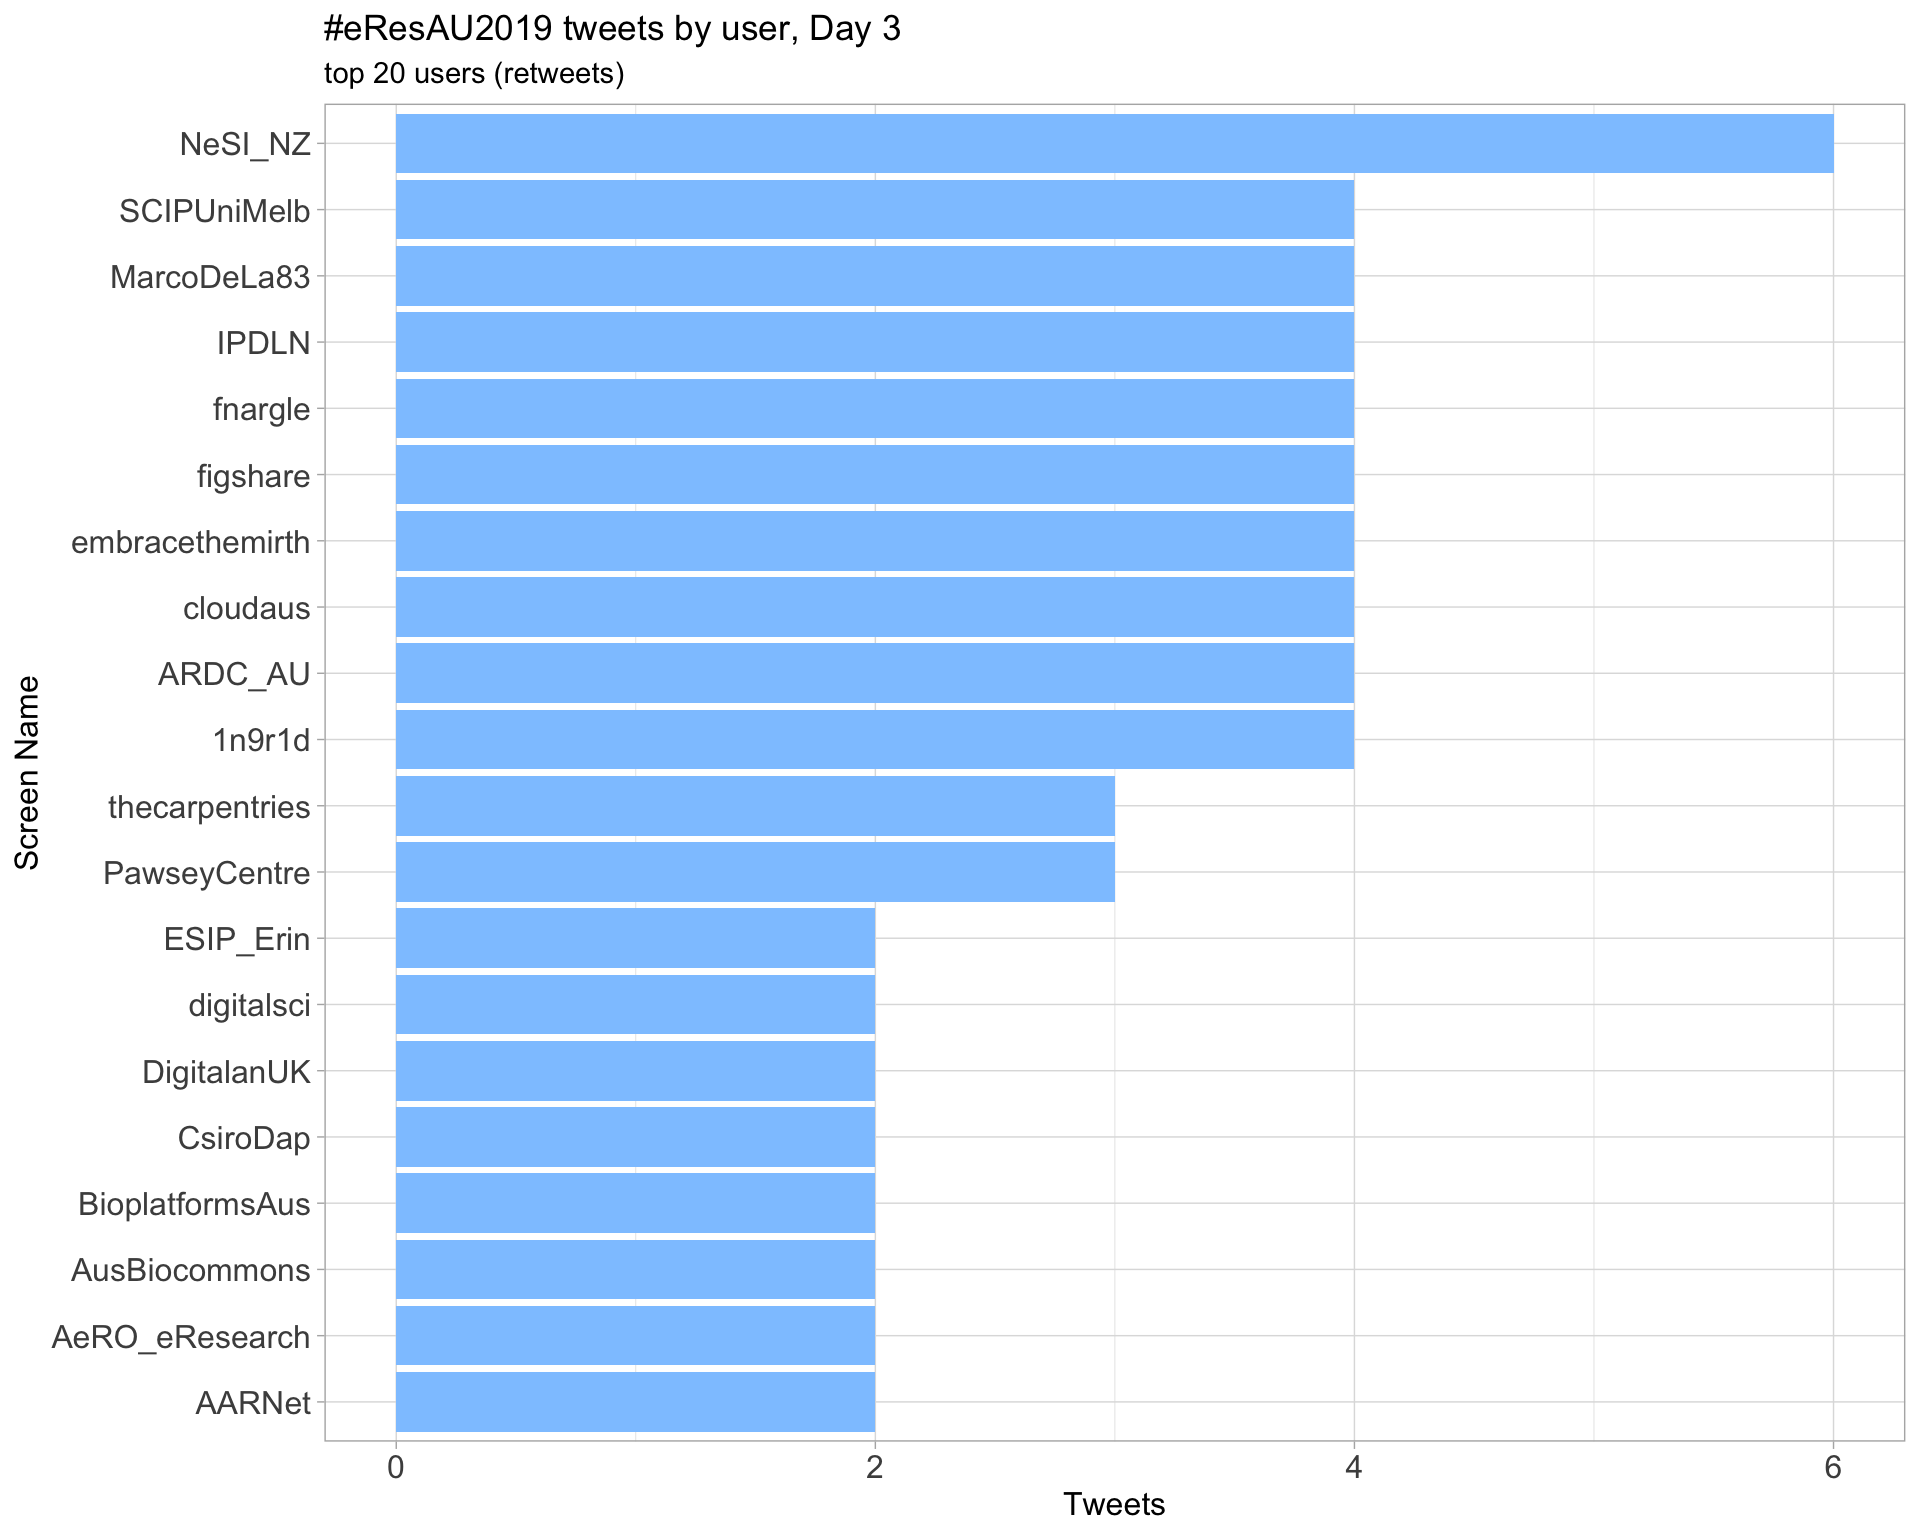 #eResAU2019 tweets by user, Day 3
top 20 users (retweets)
NeSI_NZ
SCIPUniMelb
MarcoDeLa83
IPDLN
fnargle
figshare
embracethemirth
cloudaus
ARDC_AU
1n9r1d
thecarpentries
PawseyCentre
ESIP_Erin
digitalsci
DigitalanUK
CsiroDap
BioplatformsAus
AusBiocommons
AeRO_eResearch
AARNet
Screen Name
0 2 4 6
Tweets